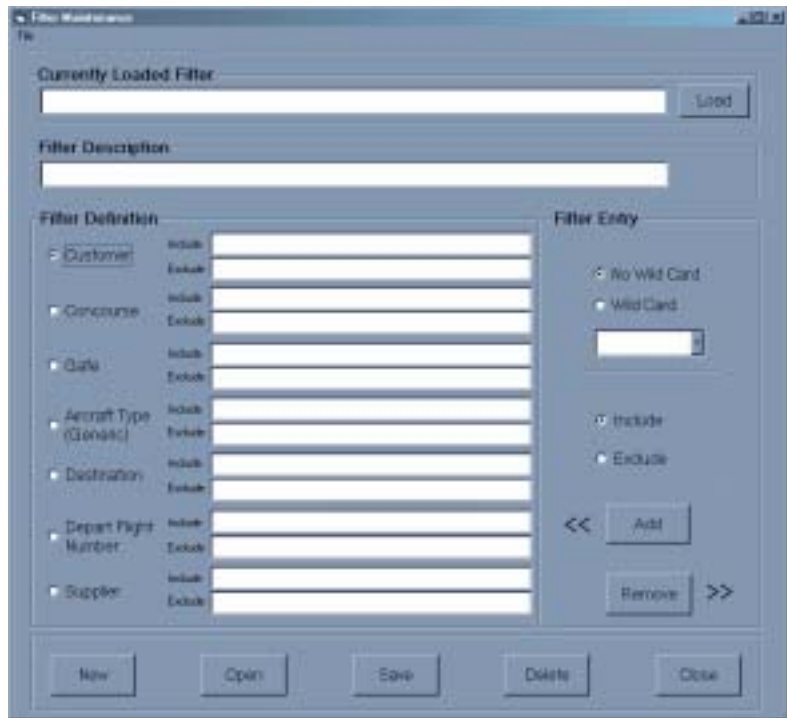 Filter Maintenance
File
Currently Loaded Filter
Load
Filter Description
Filter Definition
Customer
Include
Exclude
Concourse
Include
Exclude
Gate
Include
Exclude
Aircraft Type
(Generic)
Include
Exclude
Destination
Include
Exclude
Depart Flight
Number
Include
Exclude
Supplier
Include
Exclude
Filter Entry
No Wild Card
Wild Card
Include
Exclude
<< Add
Remove >>
New Open Save Delete Close